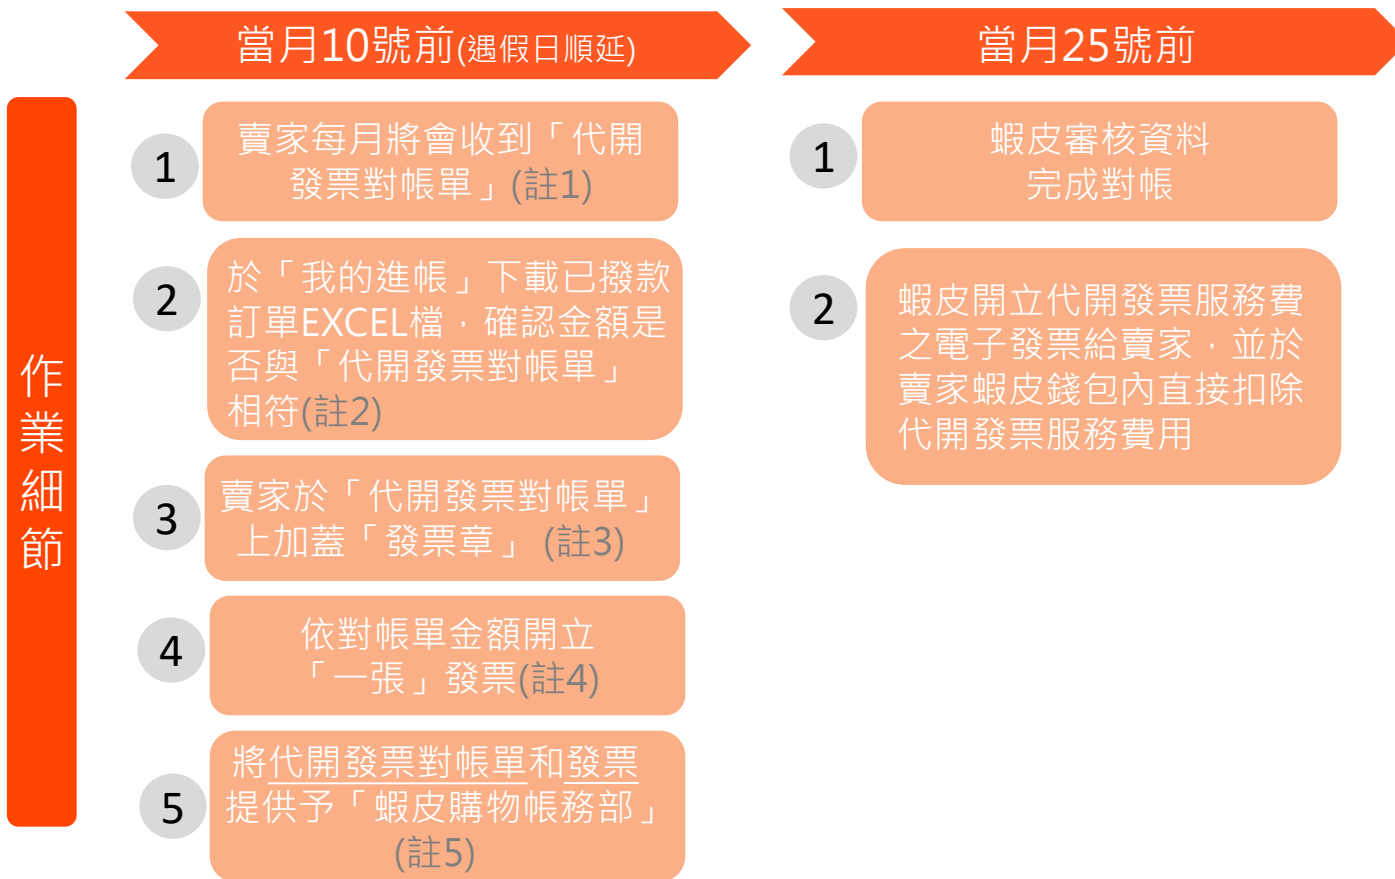 當月10號前(遇假日順延)
當月25號前
作業細節
1
賣家每月將會收到「代開
發票對帳單」(註1)
2
於「我的進帳」下載已撥款
訂單EXCEL檔，確認金額是
否與「代開發票對帳單」
相符(註2)
3
賣家於「代開發票對帳單」
上加蓋「發票章」 (註3)
4
依對帳單金額開立
「一張」發票(註4)
5
將代開發票對帳單和發票
提供予「蝦皮購物帳務部」
(註5)
1
蝦皮審核資料
完成對帳
2
蝦皮開立代開發票服務費
之電子發票給賣家，並於
賣家蝦皮錢包內直接扣除
代開發票服務費用